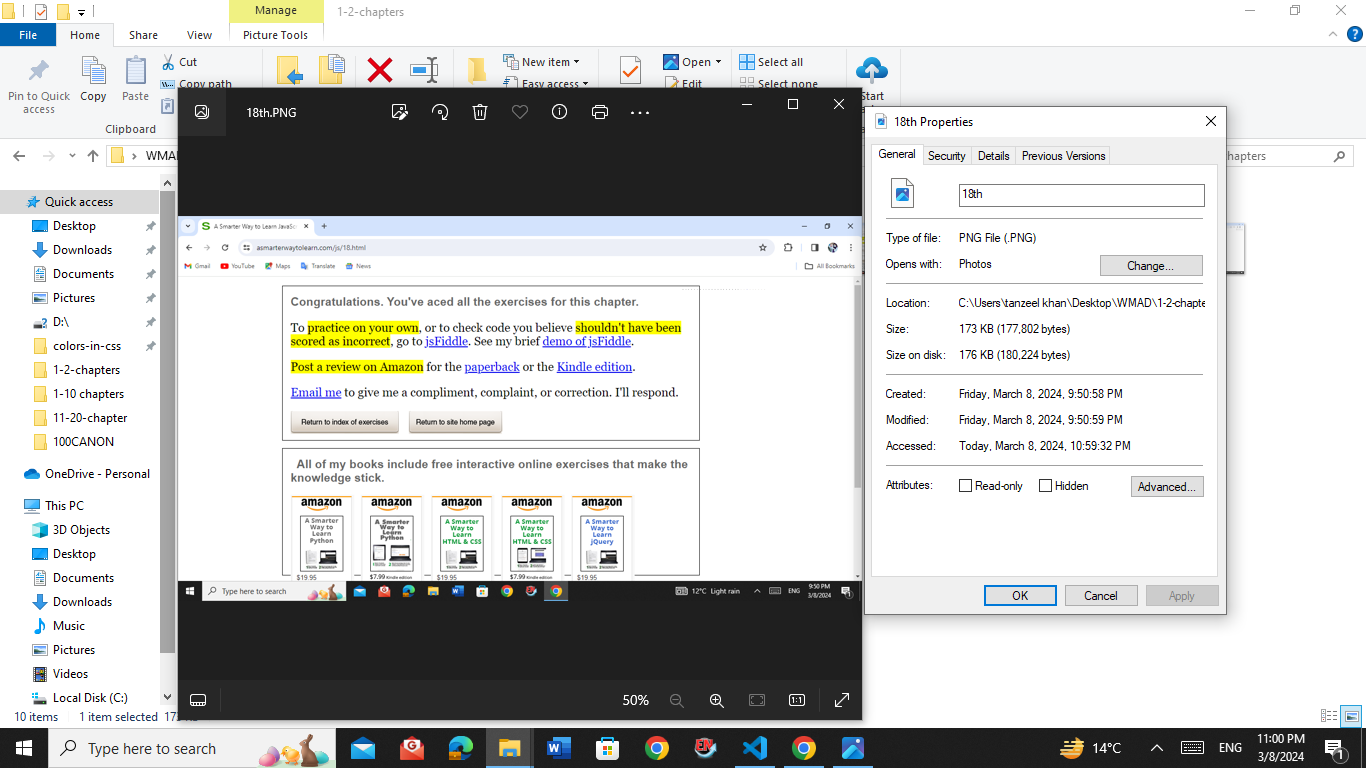 Manage
1-2-chapters
File
Home
Share
View
Picture Tools
Pin to Quick
access
Copy
Paste
Cut
Copy path
New item
Easy access
Open
Edit
Select all
Select none
Start
Clipboard
WMAD
hapters
Quick access
Desktop
Downloads
Documents
Pictures
D:\
colors-in-css
1-2-chapters
1-10 chapters
11-20-chapter
100CANON
OneDrive - Personal
This PC
3D Objects
Desktop
Documents
Downloads
Music
Pictures
Videos
Local Disk (C:)
10 items
1 item selected
18th.PNG
A Smarter Way to Learn JavaSc
asmarterwaytolearn.com/js/18.html
Gmail
YouTube
Maps
Translate
News
All Bookmarks
Congratulations. You've aced all the exercises for this chapter.
To practice on your own, or to check code you believe shouldn't have been
scored as incorrect, go to jsFiddle. See my brief demo of jsFiddle.
Post a review on Amazon for the paperback or the Kindle edition.
Email me to give me a compliment, complaint, or correction. I'll respond.
Return to index of exercises
Return to site home page
All of my books include free interactive online exercises that make the
knowledge stick.
amazon
A Smarter
Way to
Learn
Python
$19.95
amazon
A Smarter
Way to
Learn
Python
$7.99 Kindle edition
amazon
A Smarter
Way to
Learn
HTML & CSS
$19.95
amazon
A Smarter
Way to
Learn
HTML & CSS
$7.99 Kindle edition
amazon
A Smarter
Way to
Learn
jQuery
$19.95
Type here to search
12°C Light rain
ENG
9:50 PM
3/8/2024
50%
1:1
18th Properties
General
Security
Details
Previous Versions
18th
Type of file:
PNG File (.PNG)
Opens with:
Photos
Change...
Location:
C:\Users\tanzeel khan\Desktop\WMAD\1-2-chapte
Size:
173 KB (177,802 bytes)
Size on disk:
176 KB (180,224 bytes)
Created:
Friday, March 8, 2024, 9:50:58 PM
Modified:
Friday, March 8, 2024, 9:50:59 PM
Accessed:
Today, March 8, 2024, 10:59:32 PM
Attributes:
Read-only
Hidden
Advanced...
OK
Cancel
Apply
Type here to search
14°C
ENG
11:00 PM
3/8/2024
1